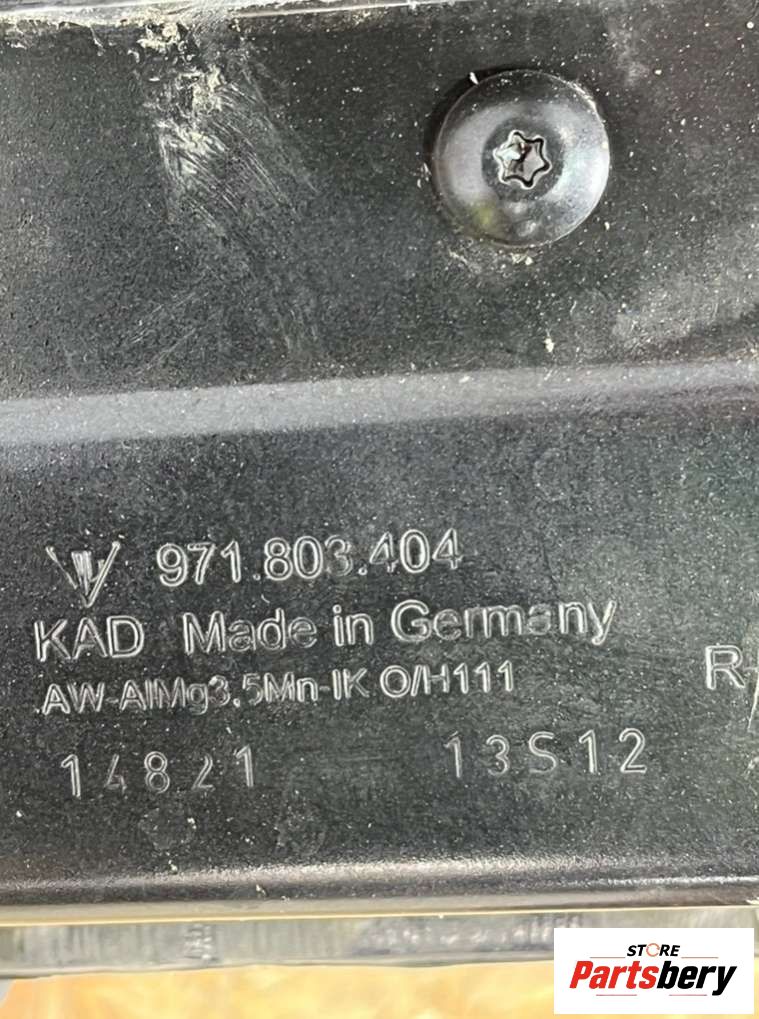 971.803.404
KAD Made in Germany
AW-AlMg3.5Mn-IK O/H111
R
14821 13S12
STORE
Partsbery